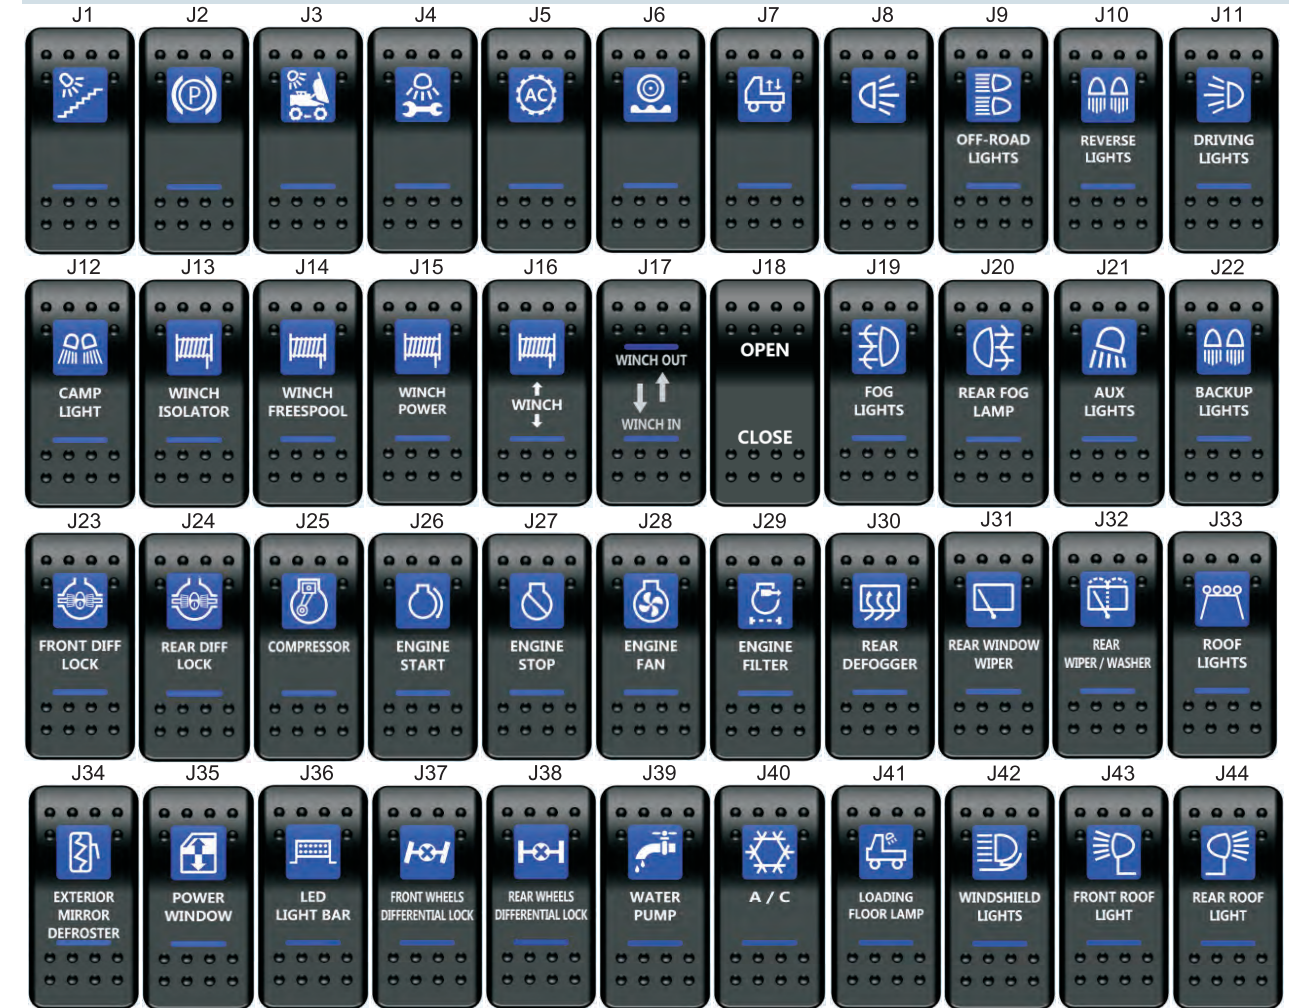 J1 J2 J3 J4 J5 J6 J7 J8 J9 J10 J11
P
AC
OFF-ROAD LIGHTS
REVERSE LIGHTS
DRIVING LIGHTS
J12 J13 J14 J15 J16 J17 J18 J19 J20 J21 J22
CAMP
LIGHT
WINCH
ISOLATOR
WINCH
FREESPOOL
WINCH
POWER
WINCH
WINCH OUT
WINCH IN
OPEN
CLOSE
FOG
LIGHTS
REAR FOG
LAMP
AUX
LIGHTS
BACKUP
LIGHTS
J23 J24 J25 J26 J27 J28 J29 J30 J31 J32 J33
FRONT DIFF
LOCK
REAR DIFF
LOCK
COMPRESSOR
ENGINE
START
ENGINE
STOP
ENGINE
FAN
ENGINE
FILTER
REAR
DEFOGGER
REAR WINDOW
WIPER
REAR
WIPER / WASHER
ROOF
LIGHTS
J34 J35 J36 J37 J38 J39 J40 J41 J42 J43 J44
EXTERIOR
MIRROR
DEFROSTER
POWER
WINDOW
LED
LIGHT BAR
FRONT WHEELS
DIFFERENTIAL LOCK
REAR WHEELS
DIFFERENTIAL LOCK
WATER
PUMP
A / C
LOADING
FLOOR LAMP
WINDSHIELD
LIGHTS
FRONT ROOF
LIGHT
REAR ROOF
LIGHT